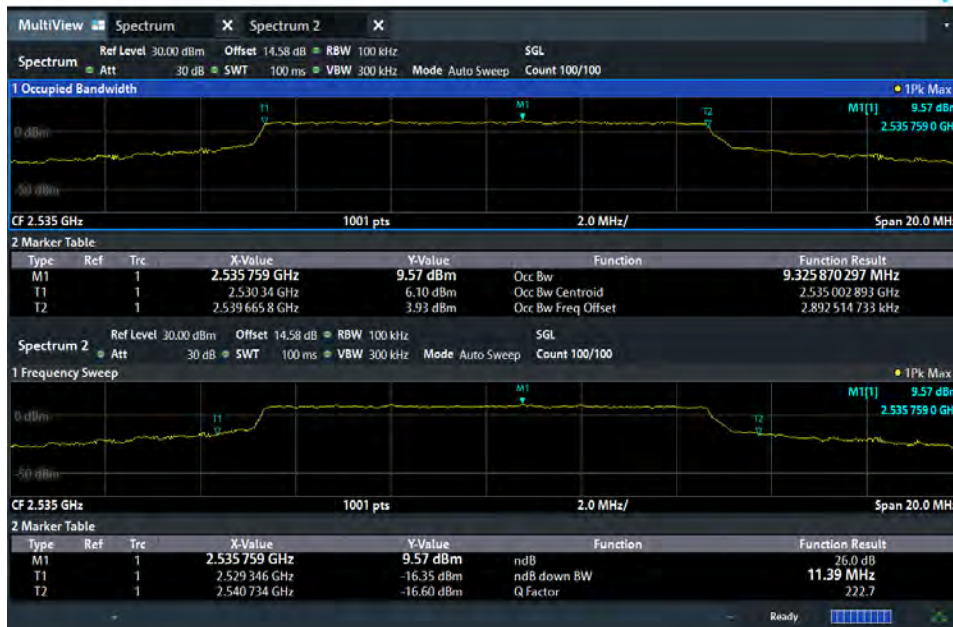 MultiView Spectrum X Spectrum 2 X
Ref Level 30.00 dBm Offset 14.58 dB RBW 100 kHz SGL
Spectrum Att 30 dB SWT 100 ms VBW 300 kHz Mode Auto Sweep Count 100/100
1 Occupied Bandwidth 1Pk Max
T1 M1 T2 M1[1] 9.57 dBm
0 dBm 2.535 759 0 GH
-50 dBm
CF 2.535 GHz 1001 pts 2.0 MHz/ Span 20.0 MH
2 Marker Table
Type Ref Trc X-Value Y-Value Function Function Result
M1 1 2.535 759 GHz 9.57 dBm Occ Bw 9.325 870 297 MHz
T1 1 2.530 34 GHz 6.10 dBm Occ Bw Centroid 2.535 002 893 GHz
T2 1 2.539 665 8 GHz 3.93 dBm Occ Bw Freq Offset 2.892 514 733 kHz
Ref Level 30.00 dBm Offset 14.58 dB RBW 100 kHz SGL
Spectrum 2 Att 30 dB SWT 100 ms VBW 300 kHz Mode Auto Sweep Count 100/100
1 Frequency Sweep 1Pk Max
M1 M1[1] 9.57 dBm
0 dBm T1 T2 2.535 759 0 GH
-50 dBm
CF 2.535 GHz 1001 pts 2.0 MHz/ Span 20.0 MH
2 Marker Table
Type Ref Trc X-Value Y-Value Function Function Result
M1 1 2.535 759 GHz 9.57 dBm ndB 26.0 dB
T1 1 2.529 346 GHz -16.35 dBm ndB down BW 11.39 MHz
T2 1 2.540 734 GHz -16.60 dBm Q Factor 222.7
Ready